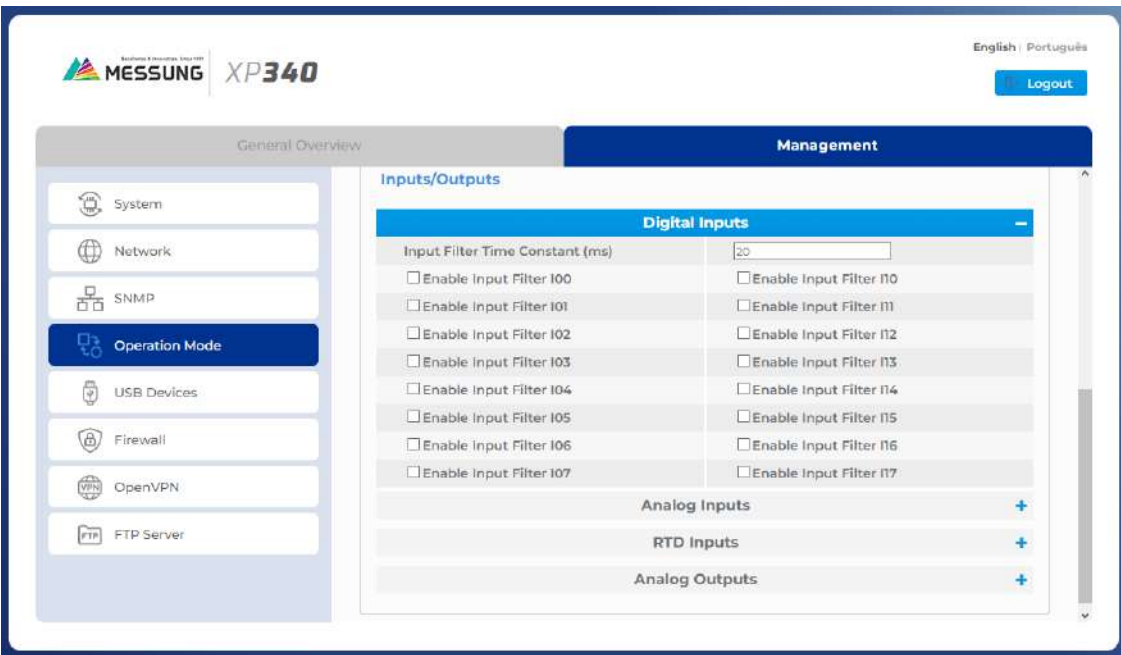 English | Português
MESSUNG XP340
Logout
General Overview Management
System
Network
SNMP
Operation Mode
USB Devices
Firewall
VPN OpenVPN
FTP FTP Server
Inputs/Outputs
Digital Inputs −
Input Filter Time Constant (ms) 20
Enable Input Filter I00 Enable Input Filter I10
Enable Input Filter I01 Enable Input Filter I11
Enable Input Filter I02 Enable Input Filter I12
Enable Input Filter I03 Enable Input Filter I13
Enable Input Filter I04 Enable Input Filter I14
Enable Input Filter I05 Enable Input Filter I15
Enable Input Filter I06 Enable Input Filter I16
Enable Input Filter I07 Enable Input Filter I17
Analog Inputs +
RTD Inputs +
Analog Outputs +